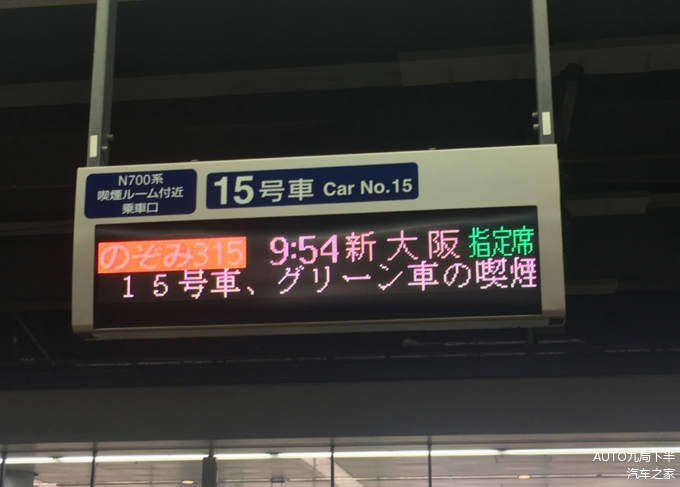 N700系
喫煙ルーム付近
乗車口
15号車 Car No.15
のぞみ315 9:54 新大阪 指定席
15号車、グリーン車の喫煙
AUTO九局下半
汽车之家